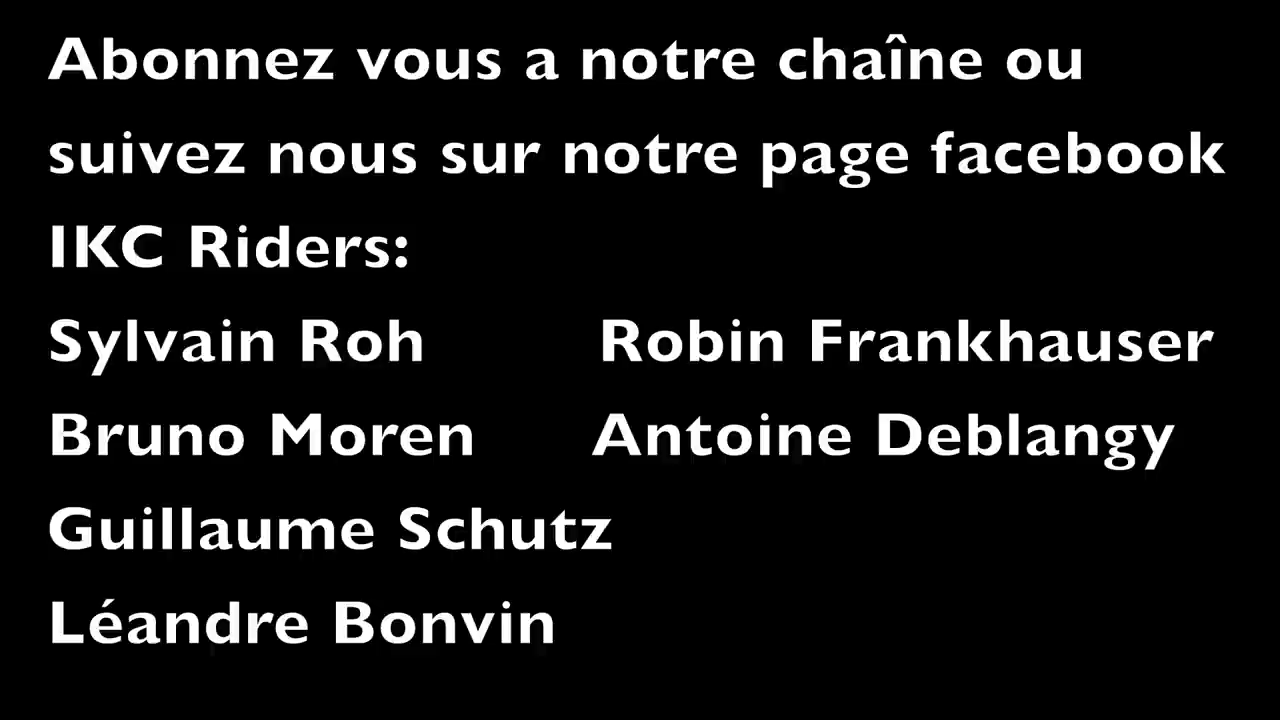 Abonnez vous a notre chaîne ou
suivez nous sur notre page facebook
IKC Riders:
Sylvain Roh Robin Frankhauser
Bruno Moren Antoine Deblangy
Guillaume Schutz
Léandre Bonvin